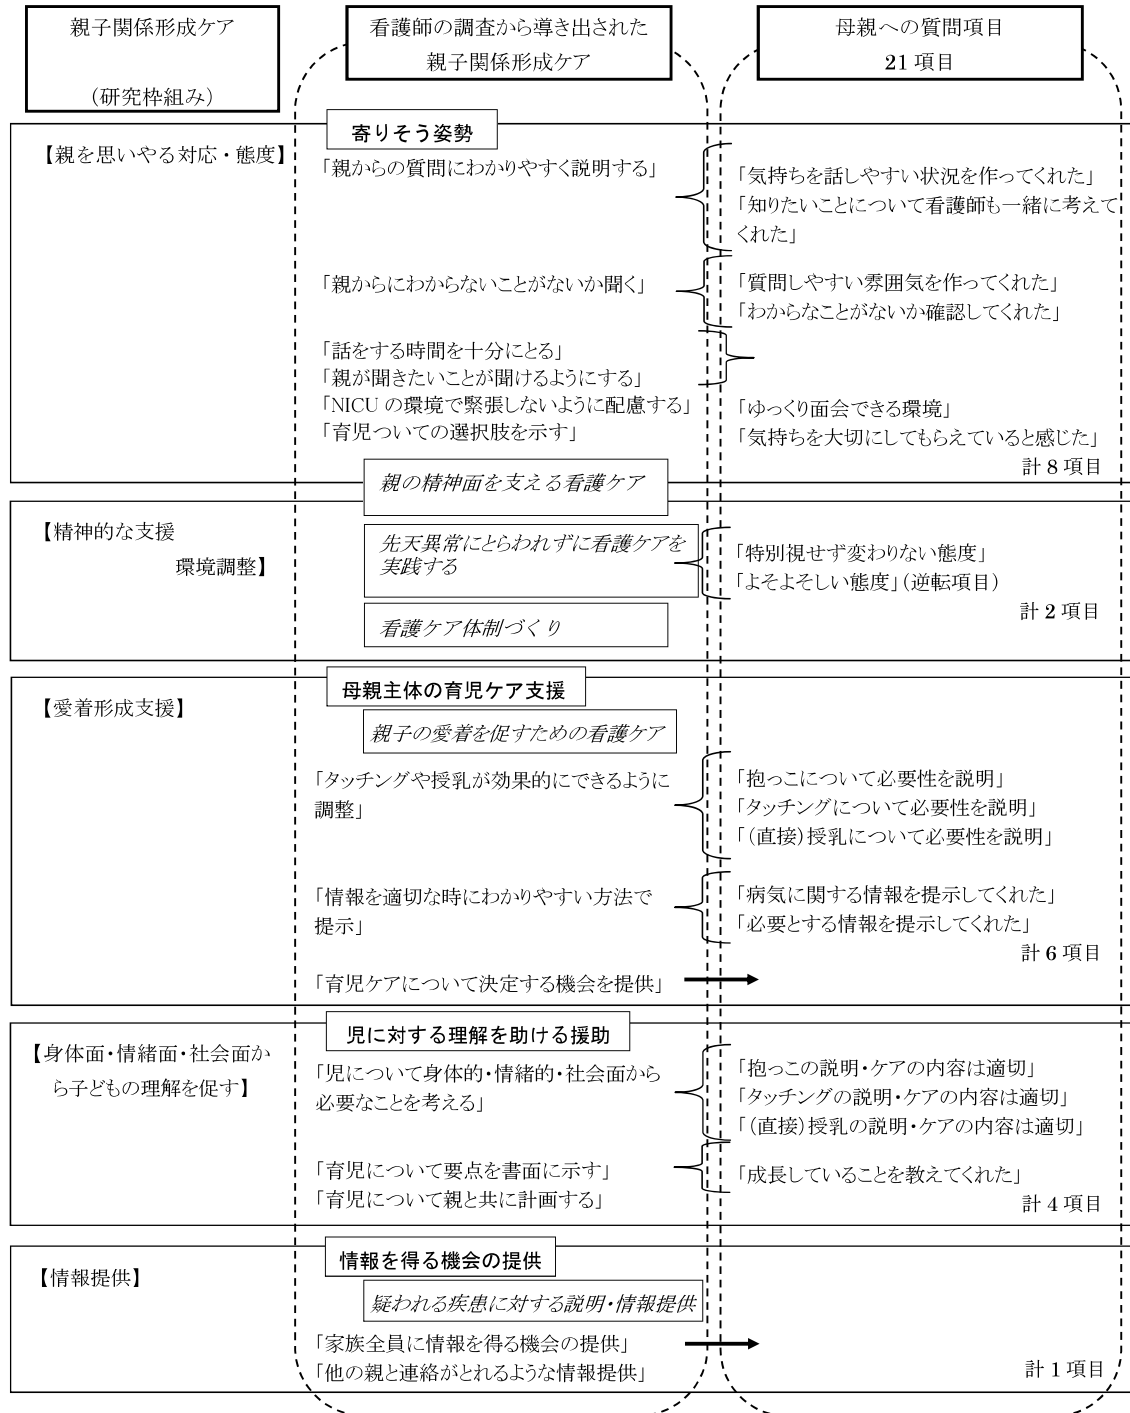 親子関係形成ケア
（研究枠組み）
看護師の調査から導き出された
親子関係形成ケア
母親への質問項目
21 項目
【親を思いやる対応・態度】
寄りそう姿勢
「親からの質問にわかりやすく説明する」
「気持ちを話しやすい状況を作ってくれた」
「知りたいことについて看護師も一緒に考えて
くれた」
「親からにわからないことがないか聞く」
「質問しやすい雰囲気を作ってくれた」
「わからなことがないか確認してくれた」
「話をする時間を十分にとる」
「親が聞きたいことが聞けるようにする」
「NICU の環境で緊張しないように配慮する」
「育児ついての選択肢を示す」
「ゆっくり面会できる環境」
「気持ちを大切にしてもらえていると感じた」
計 8 項目
親の精神面を支える看護ケア
【精神的な支援
環境調整】
先天異常にとらわれずに看護ケアを
実践する
「特別視せず変わりない態度」
「よそよそしい態度」（逆転項目）
計 2 項目
看護ケア体制づくり
【愛着形成支援】
母親主体の育児ケア支援
親子の愛着を促すための看護ケア
「タッチングや授乳が効果的にできるように
調整」
「抱っこについて必要性を説明」
「タッチングについて必要性を説明」
「（直接）授乳について必要性を説明」
「情報を適切な時にわかりやすい方法で
提示」
「病気に関する情報を提示してくれた」
「必要とする情報を提示してくれた」
計 6 項目
「育児ケアについて決定する機会を提供」
【身体面・情緒面・社会面か
ら子どもの理解を促す】
児に対する理解を助ける援助
「児について身体的・情緒的・社会面から
必要なことを考える」
「抱っこの説明・ケアの内容は適切」
「タッチングの説明・ケアの内容は適切」
「（直接）授乳の説明・ケアの内容は適切」
「育児について要点を書面に示す」
「育児について親と共に計画する」
「成長していることを教えてくれた」
計 4 項目
【情報提供】
情報を得る機会の提供
疑われる疾患に対する説明・情報提供
「家族全員に情報を得る機会の提供」
「他の親と連絡がとれるような情報提供」
計 1 項目